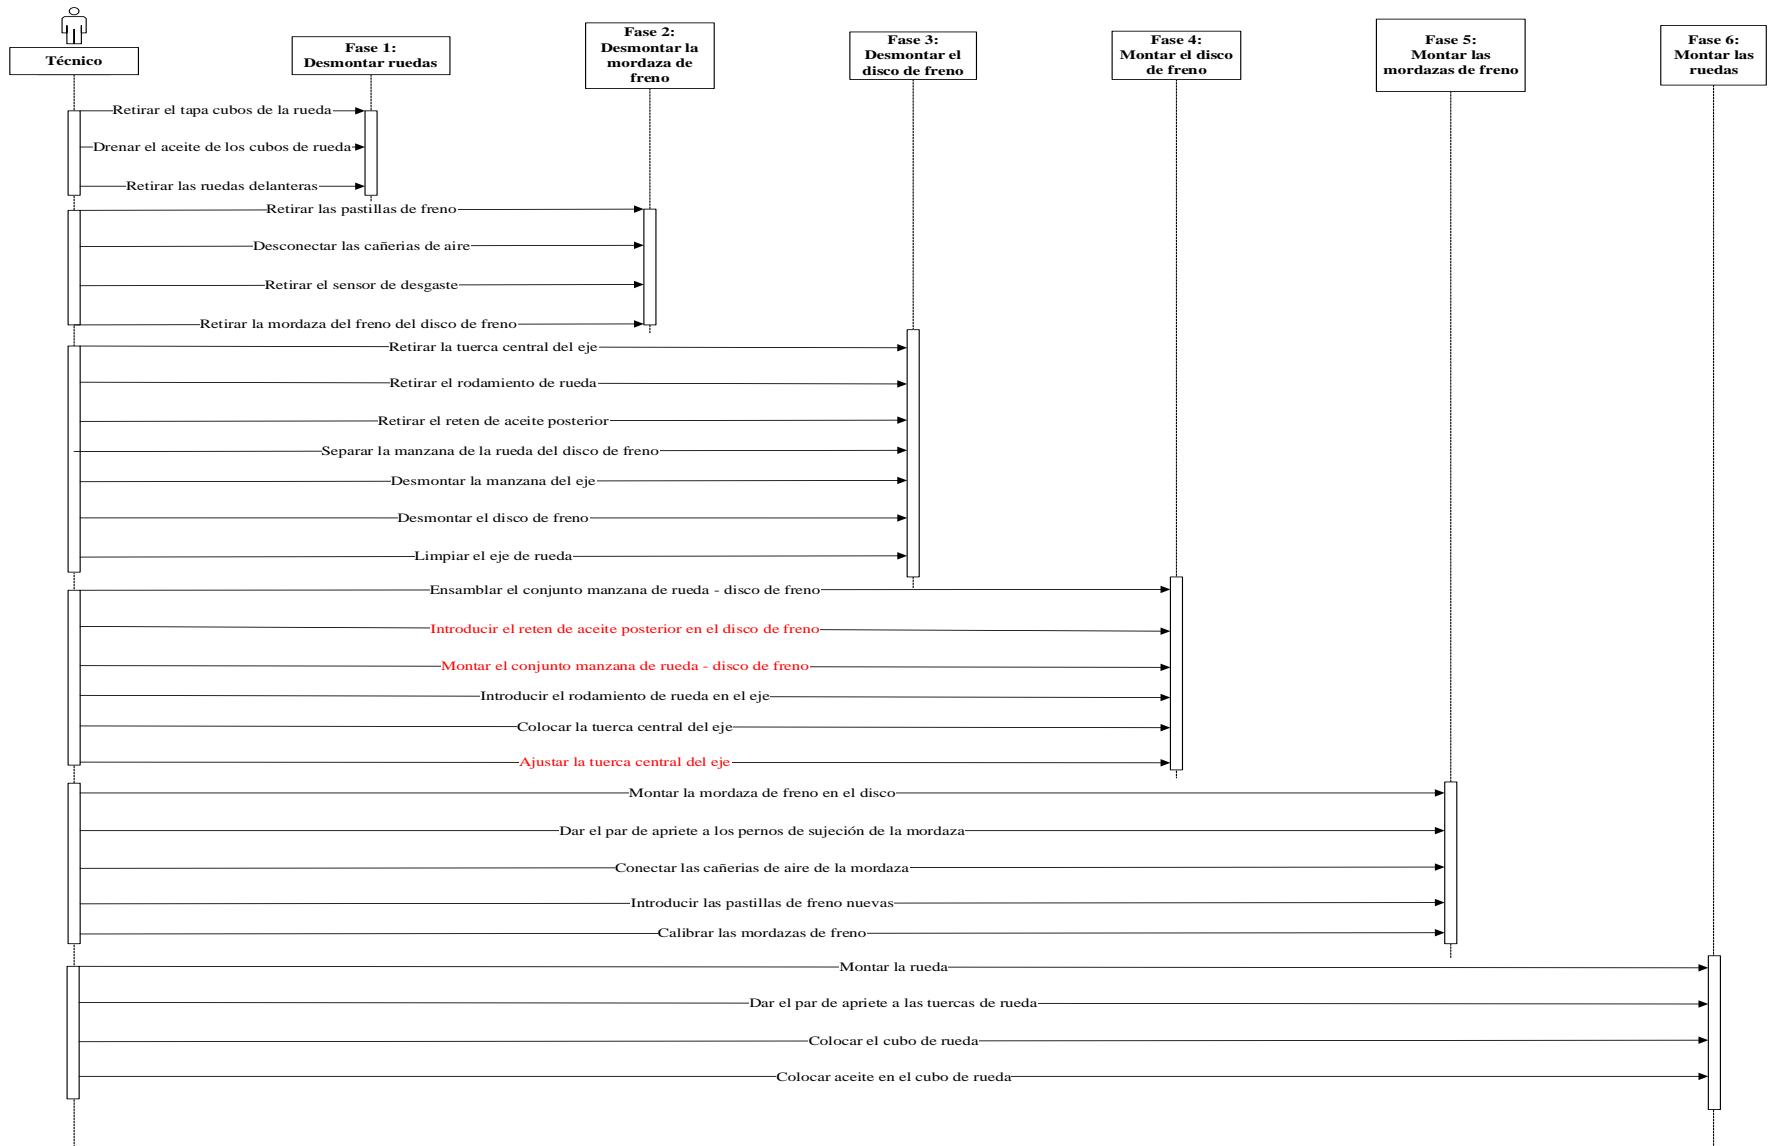 Técnico
Fase 1:
Desmontar ruedas
Fase 2:
Desmontar la
mordaza de
freno
Fase 3:
Desmontar el
disco de freno
Fase 4:
Montar el disco
de freno
Fase 5:
Montar las
mordazas de freno
Fase 6:
Montar las
ruedas
Retirar el tapa cubos de la rueda
Drenar el aceite de los cubos de rueda
Retirar las ruedas delanteras
Retirar las pastillas de freno
Desconectar las cañerias de aire
Retirar el sensor de desgaste
Retirar la mordaza del freno del disco de freno
Retirar la tuerca central del eje
Retirar el rodamiento de rueda
Retirar el reten de aceite posterior
Separar la manzana de la rueda del disco de freno
Desmontar la manzana del eje
Desmontar el disco de freno
Limpiar el eje de rueda
Ensamblar el conjunto manzana de rueda - disco de freno
Introducir el reten de aceite posterior en el disco de freno
Montar el conjunto manzana de rueda - disco de freno
Introducir el rodamiento de rueda en el eje
Colocar la tuerca central del eje
Ajustar la tuerca central del eje
Montar la mordaza de freno en el disco
Dar el par de apriete a los pernos de sujeción de la mordaza
Conectar las cañerias de aire de la mordaza
Introducir las pastillas de freno nuevas
Calibrar las mordazas de freno
Montar la rueda
Dar el par de apriete a las tuercas de rueda
Colocar el cubo de rueda
Colocar aceite en el cubo de rueda